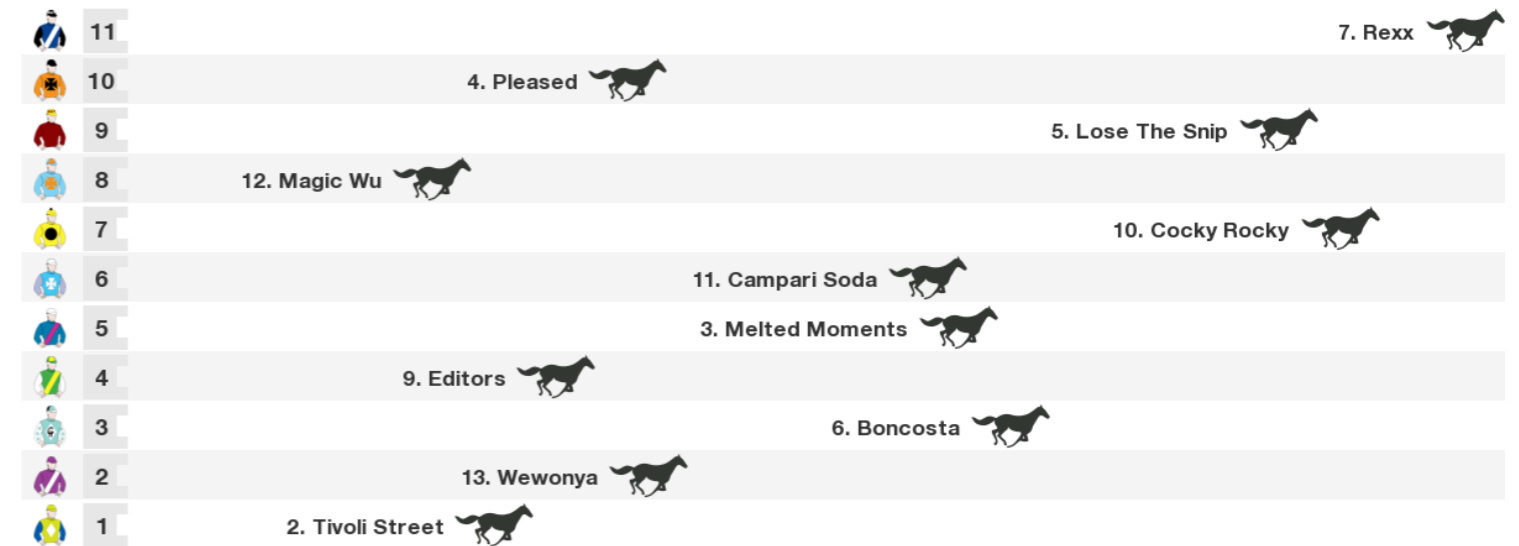 11 7. Rexx
10 4. Pleased
9 5. Lose The Snip
8 12. Magic Wu
7 10. Cocky Rocky
6 11. Campari Soda
5 3. Melted Moments
4 9. Editors
3 6. Boncosta
2 13. Wewonya
1 2. Tivoli Street